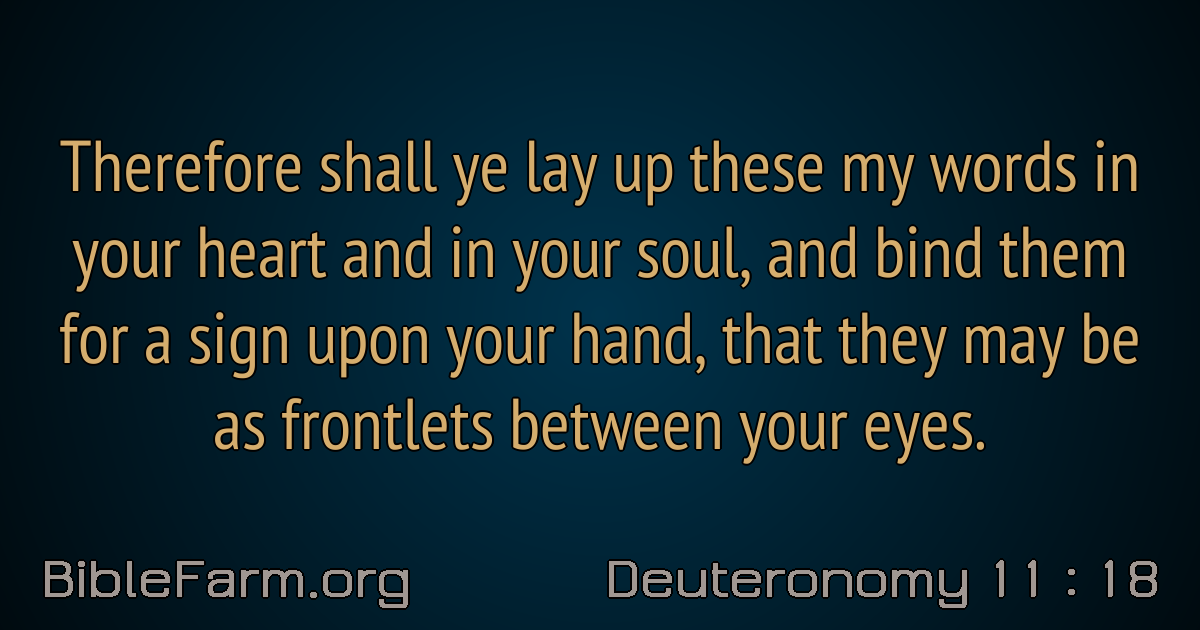 Therefore shall ye lay up these my words in
your heart and in your soul, and bind them
for a sign upon your hand, that they may be
as frontlets between your eyes.
BibleFarm.org
Deuteronomy 11 : 18